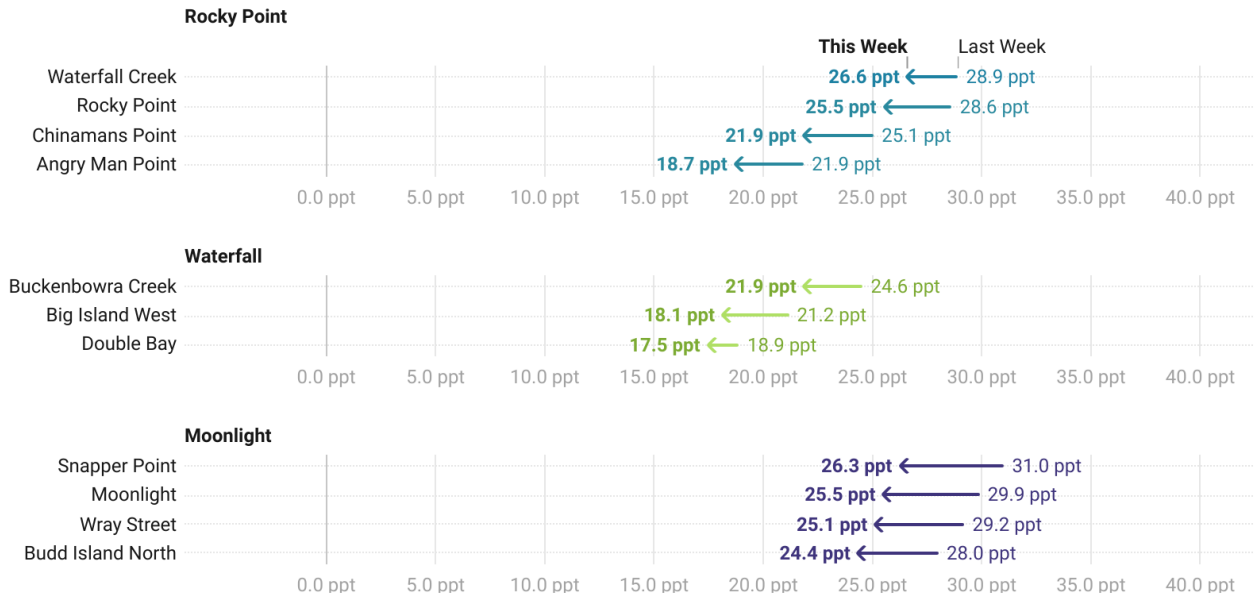 Rocky Point
This Week Last Week
Waterfall Creek 26.6 ppt 28.9 ppt
Rocky Point 25.5 ppt 28.6 ppt
Chinamans Point 21.9 ppt 25.1 ppt
Angry Man Point 18.7 ppt 21.9 ppt
0.0 ppt 5.0 ppt 10.0 ppt 15.0 ppt 20.0 ppt 25.0 ppt 30.0 ppt 35.0 ppt 40.0 ppt
Waterfall
Buckenbowra Creek 21.9 ppt 24.6 ppt
Big Island West 18.1 ppt 21.2 ppt
Double Bay 17.5 ppt 18.9 ppt
0.0 ppt 5.0 ppt 10.0 ppt 15.0 ppt 20.0 ppt 25.0 ppt 30.0 ppt 35.0 ppt 40.0 ppt
Moonlight
Snapper Point 26.3 ppt 31.0 ppt
Moonlight 25.5 ppt 29.9 ppt
Wray Street 25.1 ppt 29.2 ppt
Budd Island North 24.4 ppt 28.0 ppt
0.0 ppt 5.0 ppt 10.0 ppt 15.0 ppt 20.0 ppt 25.0 ppt 30.0 ppt 35.0 ppt 40.0 ppt